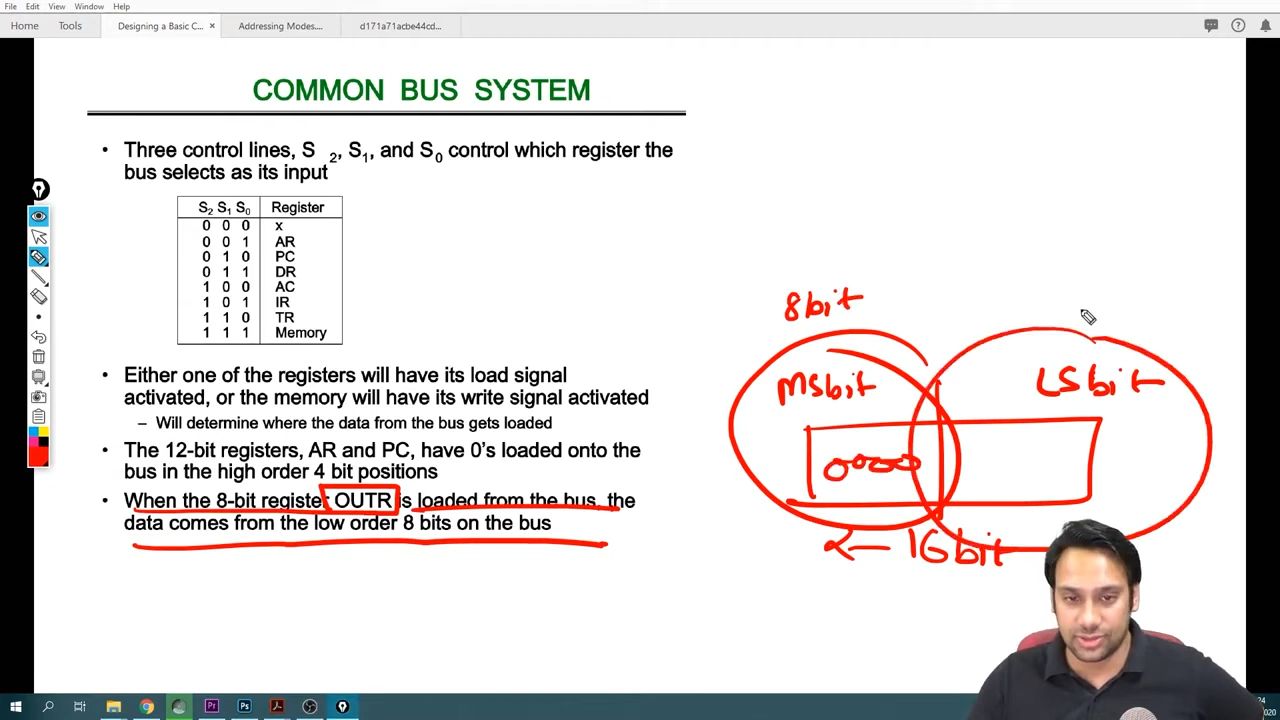 File Edit View Window Help
Home Tools Designing a Basic C... × Addressing Modes.... d171a71acbe44cd...
COMMON BUS SYSTEM
• Three control lines, S 2, S1, and S0 control which register the
bus selects as its input
S2 S1 S0 Register
0 0 0 x
0 0 1 AR
0 1 0 PC
0 1 1 DR
1 0 0 AC
1 0 1 IR
1 1 0 TR
1 1 1 Memory
• Either one of the registers will have its load signal
activated, or the memory will have its write signal activated
– Will determine where the data from the bus gets loaded
• The 12-bit registers, AR and PC, have 0's loaded onto the
bus in the high order 4 bit positions
• When the 8-bit register OUTR is loaded from the bus, the
data comes from the low order 8 bits on the bus
8bit
MSbit LSbit
0000
← 16bit